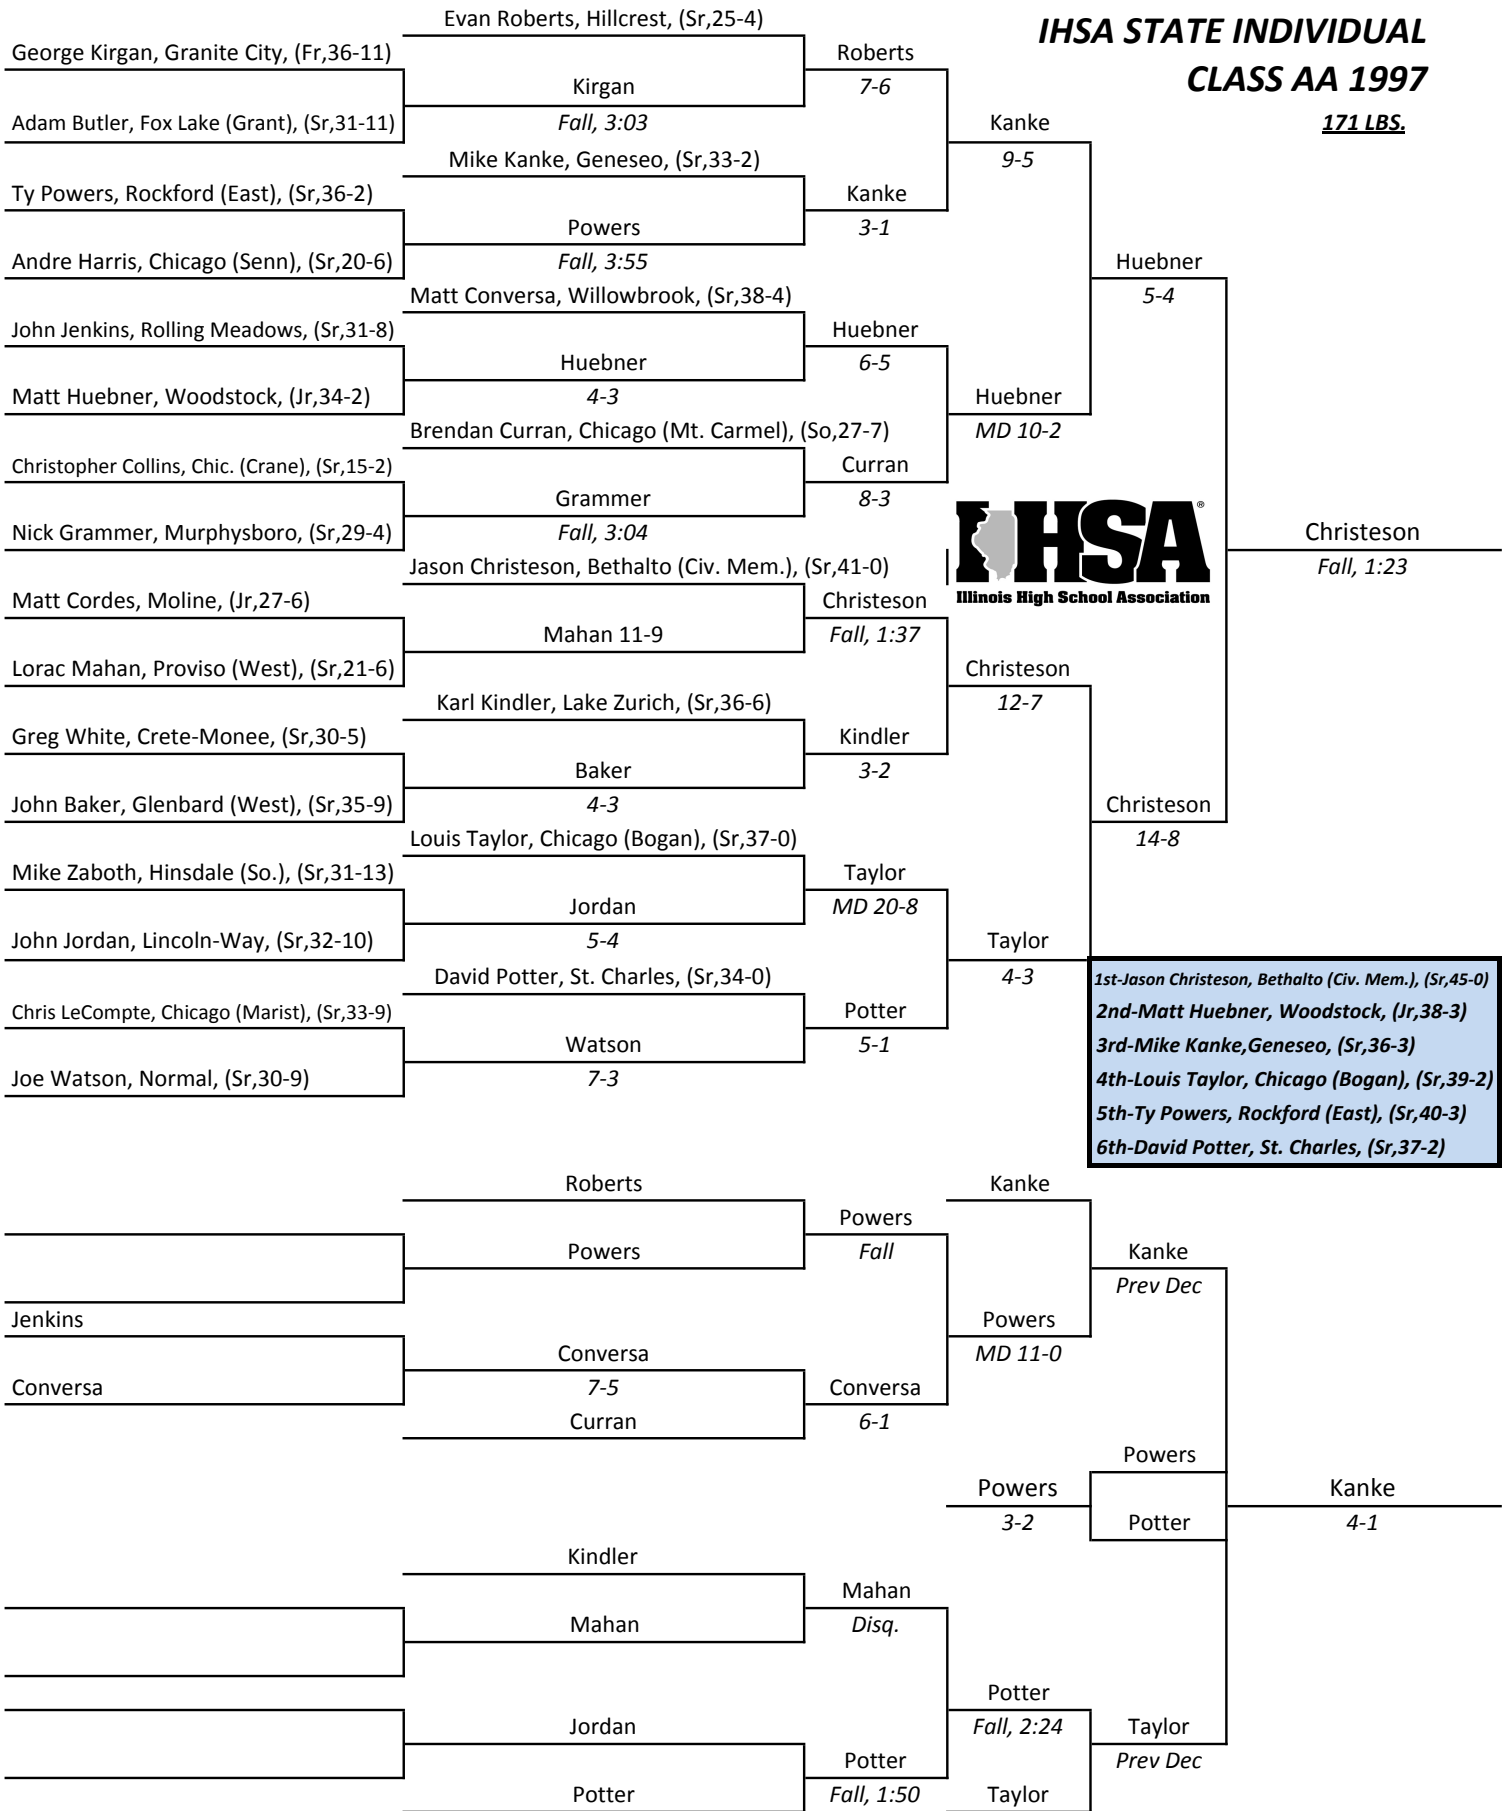 IHSA STATE INDIVIDUAL
CLASS AA 1997
171 LBS.
Evan Roberts, Hillcrest, (Sr,25-4)
George Kirgan, Granite City, (Fr,36-11)
Roberts
Kirgan
7-6
Adam Butler, Fox Lake (Grant), (Sr,31-11)
Fall, 3:03
Kanke
Mike Kanke, Geneseo, (Sr,33-2)
9-5
Ty Powers, Rockford (East), (Sr,36-2)
Kanke
Powers
3-1
Andre Harris, Chicago (Senn), (Sr,20-6)
Fall, 3:55
Huebner
Matt Conversa, Willowbrook, (Sr,38-4)
5-4
John Jenkins, Rolling Meadows, (Sr,31-8)
Huebner
Huebner
6-5
Matt Huebner, Woodstock, (Jr,34-2)
4-3
Huebner
Brendan Curran, Chicago (Mt. Carmel), (So,27-7)
MD 10-2
Christopher Collins, Chic. (Crane), (Sr,15-2)
Curran
Grammer
8-3
IHSA®
Illinois High School Association
Nick Grammer, Murphysboro, (Sr,29-4)
Fall, 3:04
Christeson
Jason Christeson, Bethalto (Civ. Mem.), (Sr,41-0)
Fall, 1:23
Matt Cordes, Moline, (Jr,27-6)
Christeson
Mahan 11-9
Fall, 1:37
Lorac Mahan, Proviso (West), (Sr,21-6)
Christeson
Karl Kindler, Lake Zurich, (Sr,36-6)
12-7
Greg White, Crete-Monee, (Sr,30-5)
Kindler
Baker
3-2
John Baker, Glenbard (West), (Sr,35-9)
4-3
Christeson
Louis Taylor, Chicago (Bogan), (Sr,37-0)
14-8
Mike Zaboth, Hinsdale (So.), (Sr,31-13)
Taylor
Jordan
MD 20-8
John Jordan, Lincoln-Way, (Sr,32-10)
5-4
Taylor
David Potter, St. Charles, (Sr,34-0)
4-3
1st-Jason Christeson, Bethalto (Civ. Mem.), (Sr,45-0)
Chris LeCompte, Chicago (Marist), (Sr,33-9)
Potter
2nd-Matt Huebner, Woodstock, (Jr,38-3)
Watson
5-1
3rd-Mike Kanke,Geneseo, (Sr,36-3)
Joe Watson, Normal, (Sr,30-9)
7-3
4th-Louis Taylor, Chicago (Bogan), (Sr,39-2)
5th-Ty Powers, Rockford (East), (Sr,40-3)
6th-David Potter, St. Charles, (Sr,37-2)
Roberts
Kanke
Powers
Powers
Fall
Kanke
Prev Dec
Jenkins
Powers
Conversa
MD 11-0
Conversa
7-5
Conversa
Curran
6-1
Powers
Powers
Kanke
3-2
Potter
4-1
Kindler
Mahan
Mahan
Disq.
Potter
Jordan
Fall, 2:24
Taylor
Potter
Prev Dec
Potter
Fall, 1:50
Taylor